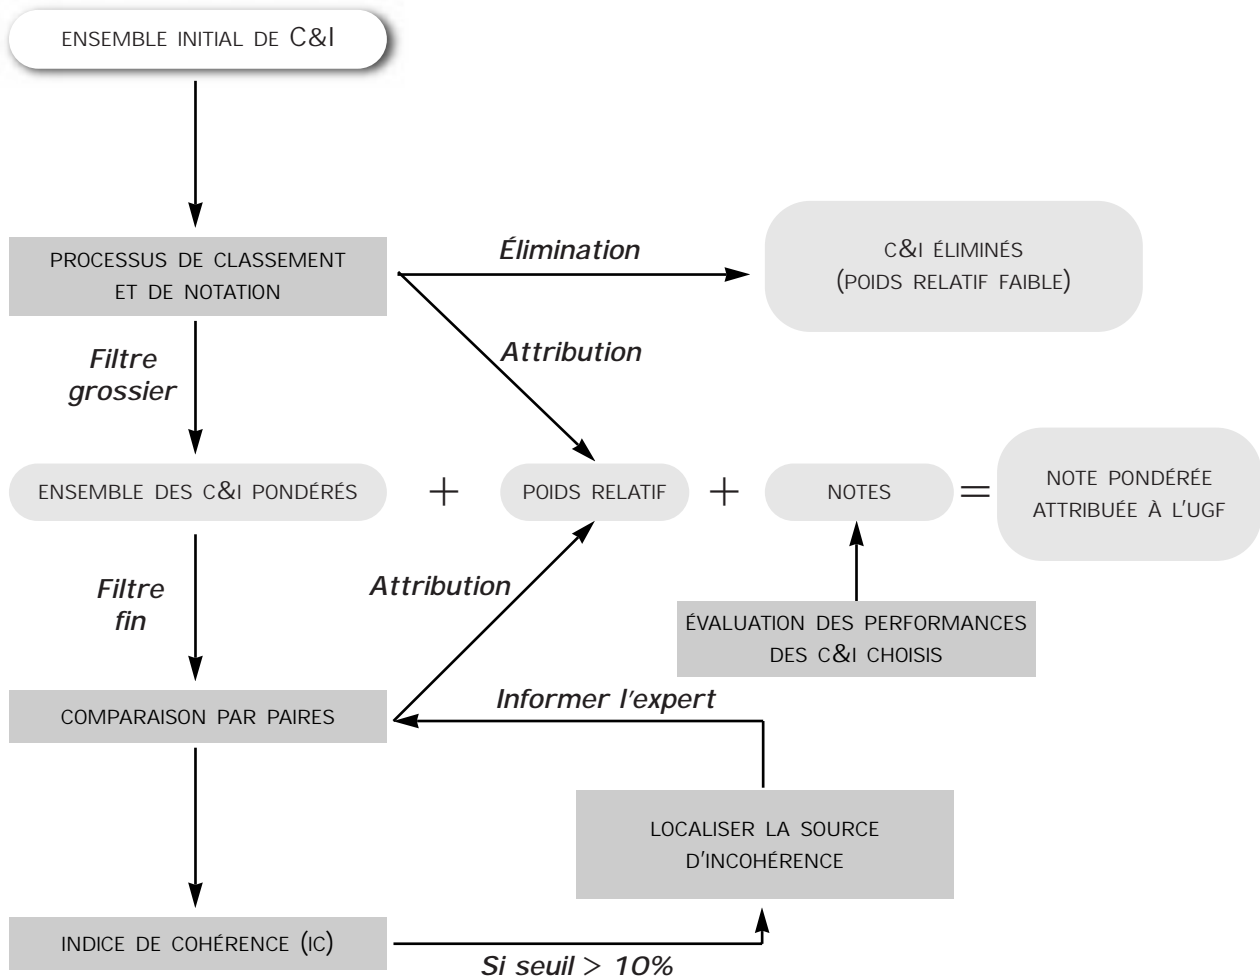 ENSEMBLE INITIAL DE C&I
PROCESSUS DE CLASSEMENT
ET DE NOTATION
Élimination
C&I ÉLIMINÉS
(POIDS RELATIF FAIBLE)
Attribution
Filtre
grossier
ENSEMBLE DES C&I PONDÉRÉS
+
POIDS RELATIF
+
NOTES
=
NOTE PONDÉRÉE
ATTRIBUÉE À L'UGF
Filtre
fin
Attribution
ÉVALUATION DES PERFORMANCES
DES C&I CHOISIS
COMPARAISON PAR PAIRES
Informer l'expert
LOCALISER LA SOURCE
D'INCOHÉRENCE
INDICE DE COHÉRENCE (IC)
Si seuil > 10%